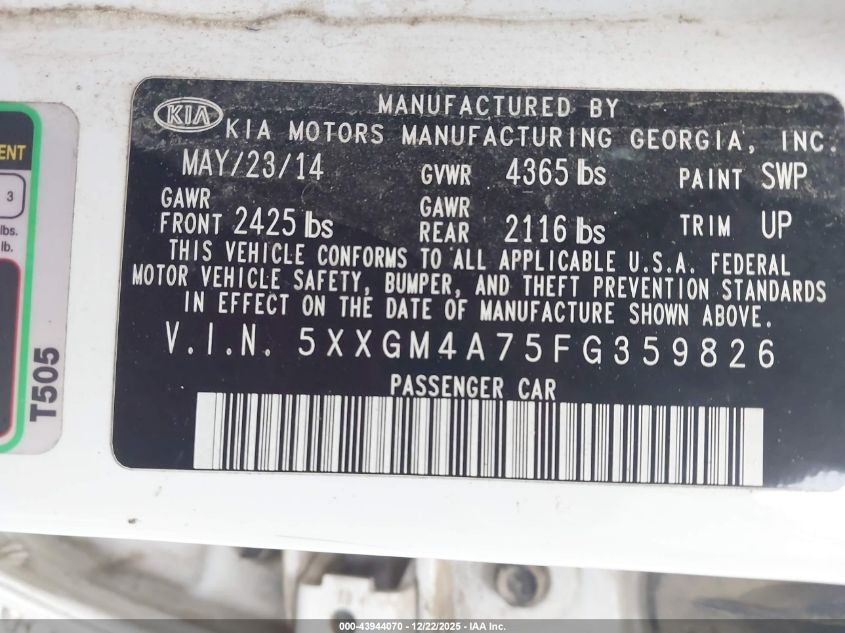 KIA
MANUFACTURED BY
KIA MOTORS MANUFACTURING GEORGIA, INC.
MAY/23/14 GVWR 4365 lbs PAINT SWP
GAWR FRONT 2425 lbs GAWR REAR 2116 lbs TRIM UP
THIS VEHICLE CONFORMS TO ALL APPLICABLE U.S.A. FEDERAL
MOTOR VEHICLE SAFETY, BUMPER, AND THEFT PREVENTION STANDARDS
IN EFFECT ON THE DATE OF MANUFACTURE SHOWN ABOVE.
V.I.N. 5XXGM4A75FG359826
PASSENGER CAR
3
lbs.
lb.
T505
000-43944070 - 12/22/2025 - IAA Inc.